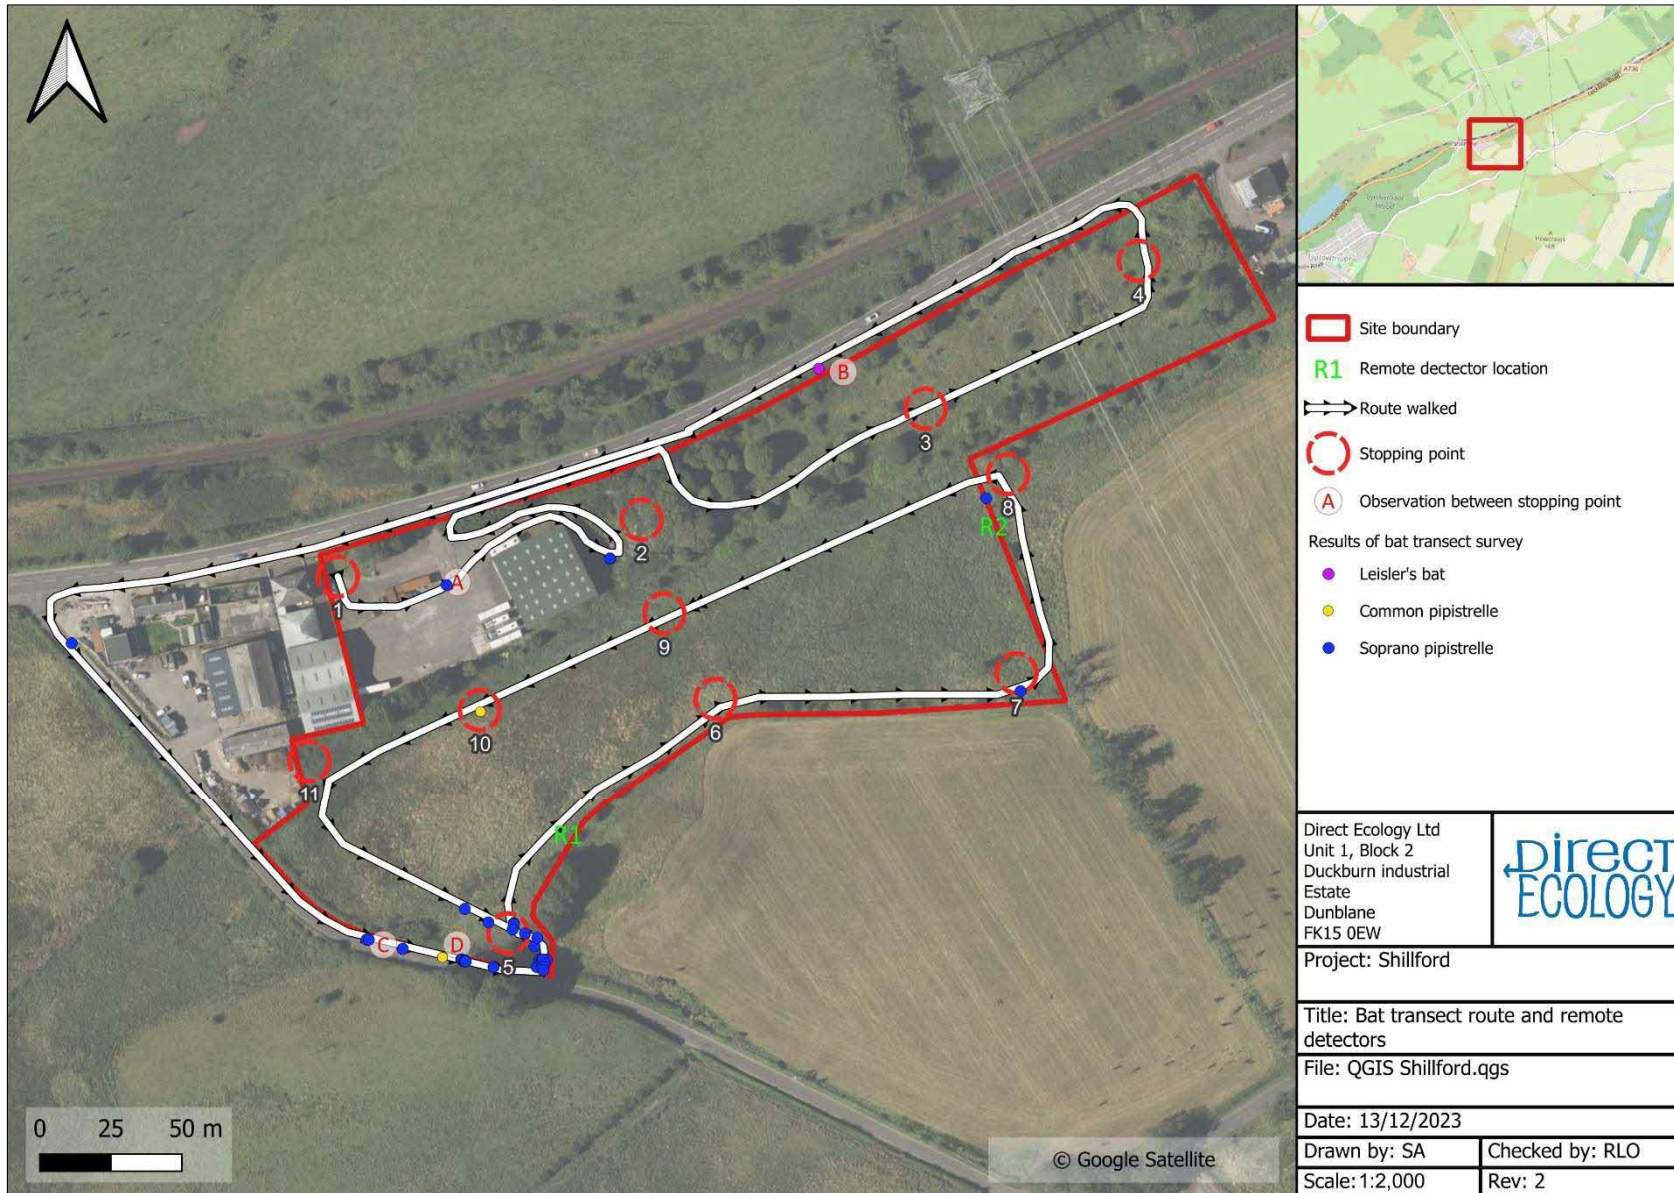 A736
Uplawmoor
Site boundary
R1 Remote dectector location
Route walked
Stopping point
A Observation between stopping point
Results of bat transect survey
Leisler's bat
Common pipistrelle
Soprano pipistrelle
4
B
3
8
R2
2
A
1
9
7
6
10
11
R1
C
D
5
0 25 50 m
© Google Satellite
Direct Ecology Ltd
Unit 1, Block 2
Duckburn industrial
Estate
Dunblane
FK15 0EW
Direct
ECOLOGY
Project: Shillford
Title: Bat transect route and remote
detectors
File: QGIS Shillford.qgs
Date: 13/12/2023
Drawn by: SA
Checked by: RLO
Scale:1:2,000
Rev: 2